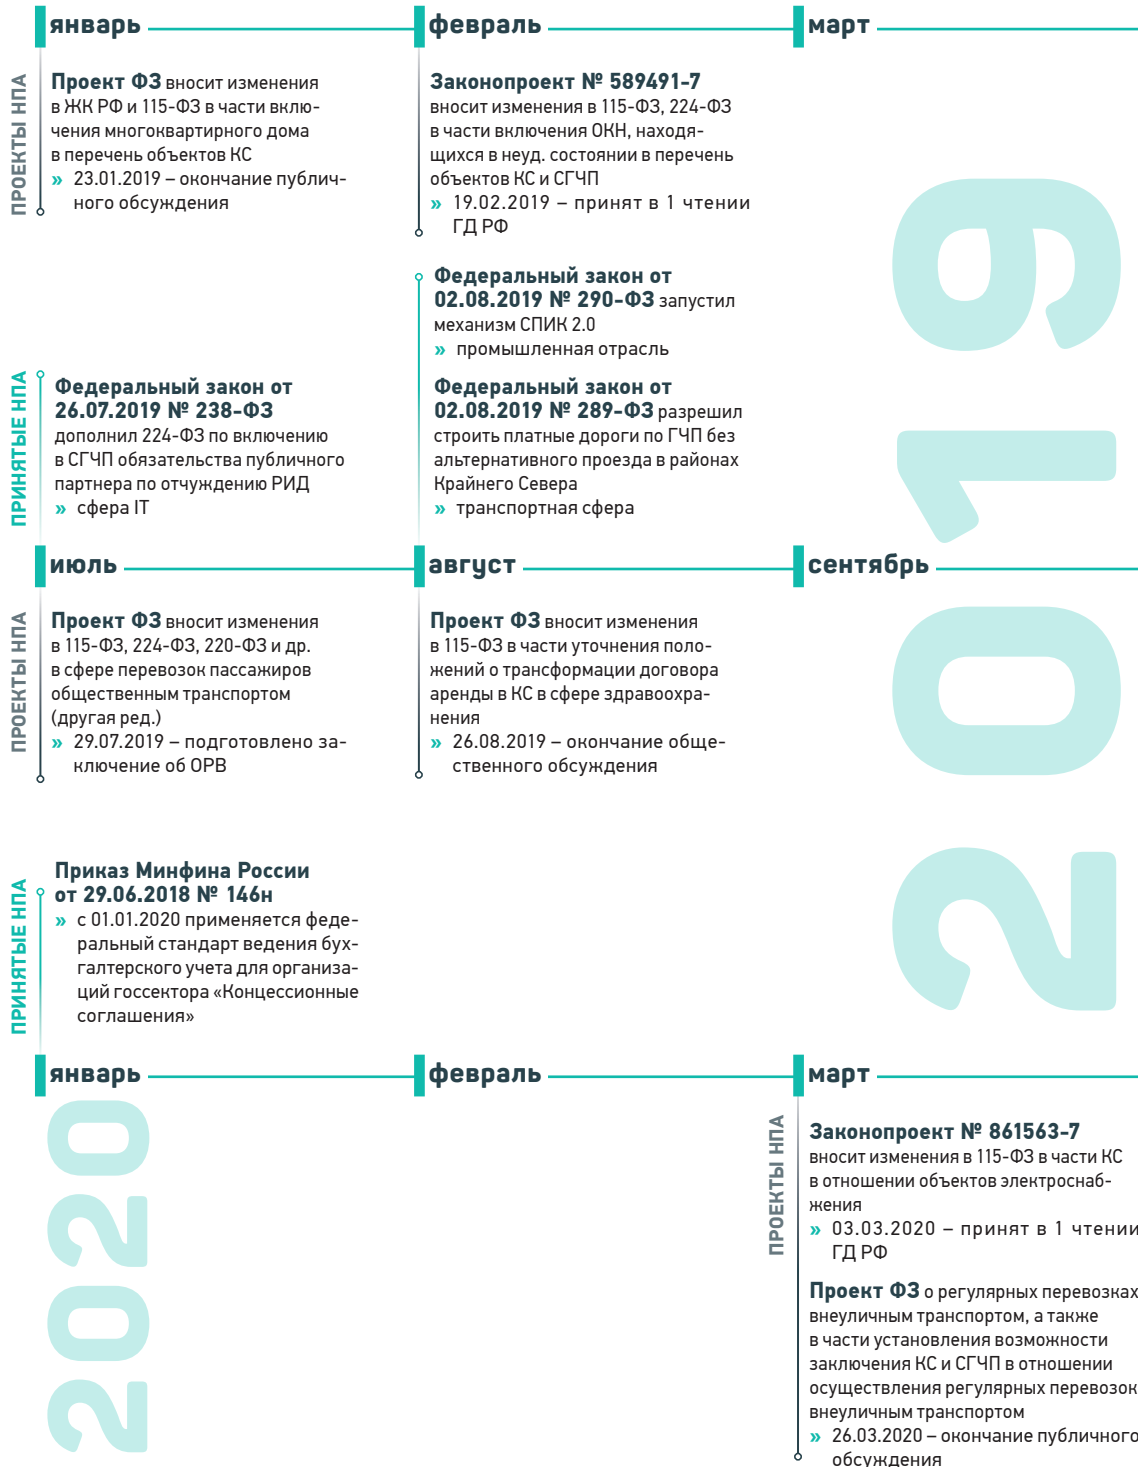 январь
февраль
март
ПРОЕКТЫ НПА
Проект ФЗ вносит изменения
в ЖК РФ и 115-ФЗ в части вклю-
чения многоквартирного дома
в перечень объектов КС
» 23.01.2019 – окончание публич-
ного обсуждения
Законопроект № 589491-7
вносит изменения в 115-ФЗ, 224-ФЗ
в части включения ОКН, находя-
щихся в неуд. состоянии в перечень
объектов КС и СГЧП
» 19.02.2019 – принят в 1 чтении
ГД РФ
2019
ПРИНЯТЫЕ НПА
Федеральный закон от
26.07.2019 № 238-ФЗ
дополнил 224-ФЗ по включению
в СГЧП обязательства публичного
партнера по отчуждению РИД
» сфера IT
Федеральный закон от
02.08.2019 № 290-ФЗ запустил
механизм СПИК 2.0
» промышленная отрасль
Федеральный закон от
02.08.2019 № 289-ФЗ разрешил
строить платные дороги по ГЧП без
альтернативного проезда в районах
Крайнего Севера
» транспортная сфера
июль
август
сентябрь
ПРОЕКТЫ НПА
Проект ФЗ вносит изменения
в 115-ФЗ, 224-ФЗ, 220-ФЗ и др.
в сфере перевозок пассажиров
общественным транспортом
(другая ред.)
» 29.07.2019 – подготовлено за-
ключение об ОРВ
Проект ФЗ вносит изменения
в 115-ФЗ в части уточнения поло-
жений о трансформации договора
аренды в КС в сфере здравоохра-
нения
» 26.08.2019 – окончание обще-
ственного обсуждения
ПРИНЯТЫЕ НПА
Приказ Минфина России
от 29.06.2018 № 146н
» с 01.01.2020 применяется феде-
ральный стандарт ведения бух-
галтерского учета для организа-
ций госсектора «Концессионные
соглашения»
январь
февраль
март
2020
ПРОЕКТЫ НПА
Законопроект № 861563-7
вносит изменения в 115-ФЗ в части КС
в отношении объектов электроснаб-
жения
» 03.03.2020 – принят в 1 чтении
ГД РФ
Проект ФЗ о регулярных перевозках
внеуличным транспортом, а также
в части установления возможности
заключения КС и СГЧП в отношении
осуществления регулярных перевозок
внеуличным транспортом
» 26.03.2020 – окончание публичного
обсуждения